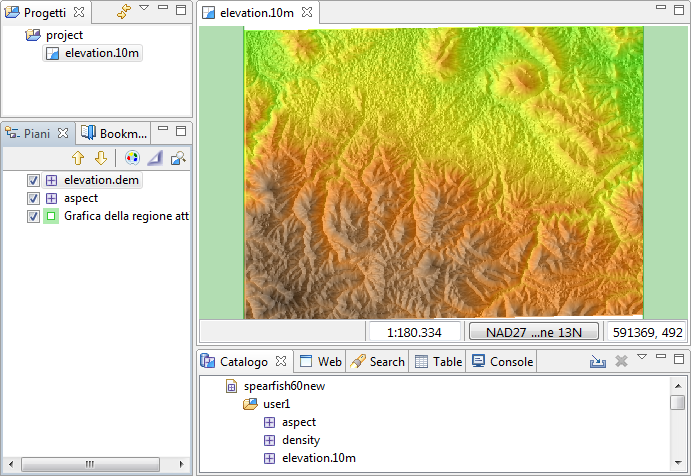 Progetti
project
elevation.10m
Piani
Bookm...
elevation.dem
aspect
Grafica della regione att
elevation.10m
1:180.334
NAD27 ...ne 13N
591369, 492
Catalogo
Web
Search
Table
Console
spearfish60new
user1
aspect
density
elevation.10m